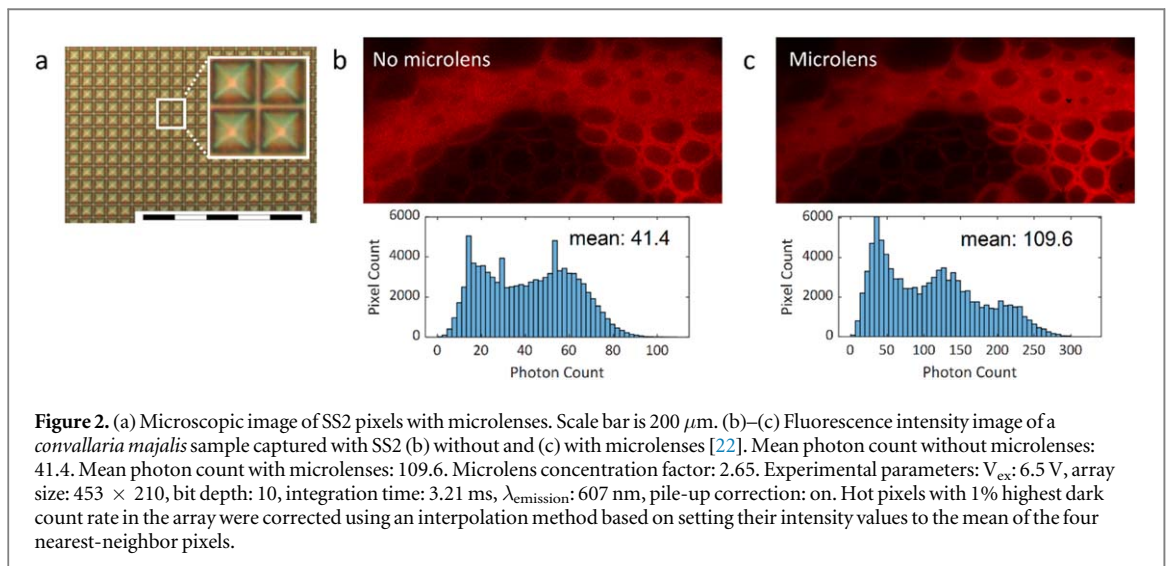 a
b
No microlens
c
Microlens
6000
4000
2000
0
Pixel Count
mean: 41.4
0 20 40 60 80 100
Photon Count
6000
4000
2000
0
Pixel Count
mean: 109.6
0 50 100 150 200 250 300
Photon Count
Figure 2. (a) Microscopic image of SS2 pixels with microlenses. Scale bar is 200 μm. (b)–(c) Fluorescence intensity image of a
convallaria majalis sample captured with SS2 (b) without and (c) with microlenses [22]. Mean photon count without microlenses:
41.4. Mean photon count with microlenses: 109.6. Microlens concentration factor: 2.65. Experimental parameters: Vex: 6.5 V, array
size: 453 × 210, bit depth: 10, integration time: 3.21 ms, λemission: 607 nm, pile-up correction: on. Hot pixels with 1% highest dark
count rate in the array were corrected using an interpolation method based on setting their intensity values to the mean of the four
nearest-neighbor pixels.